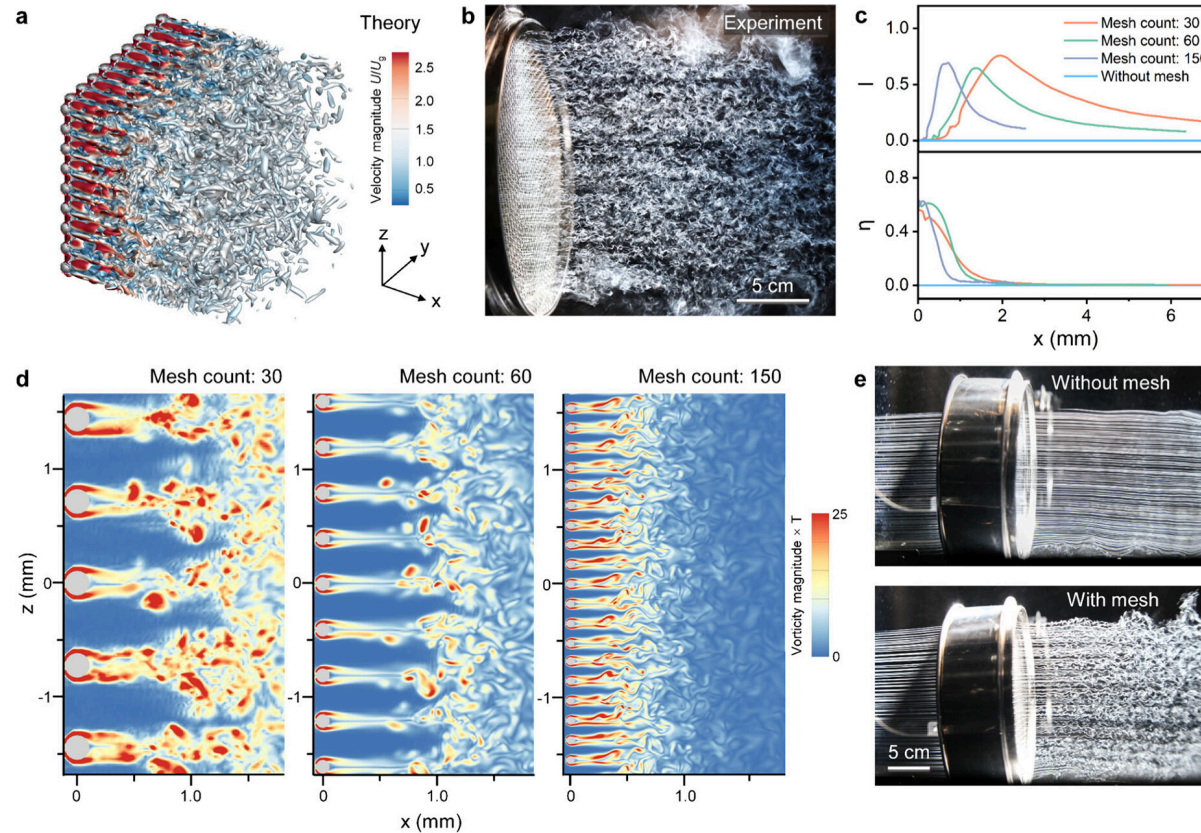 a
Theory
Velocity magnitude U/Ug
2.5
2.0
1.5
1.0
0.5
z
y
x
b
Experiment
5 cm
c
I
1
0.5
0.0
Mesh count: 30
Mesh count: 60
Mesh count: 150
Without mesh
η
0.8
0.4
0.0
0
2
4
6
x (mm)
d
Mesh count: 30
Mesh count: 60
Mesh count: 150
z (mm)
1
0
-1
0
1.0
1
0
-1
0
1.0
1
0
-1
0
1.0
x (mm)
Vorticity magnitude × T
25
0
e
Without mesh
With mesh
5 cm